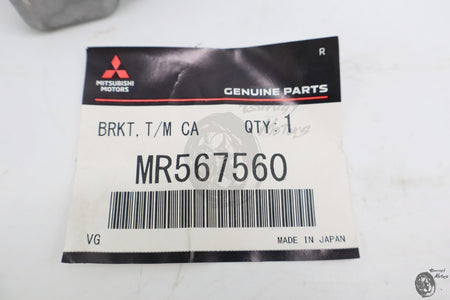 R
MITSUBISHI
MOTORS
GENUINE PARTS
BRKT, T/M CA QTY: 1
MR567560
VG
MADE IN JAPAN